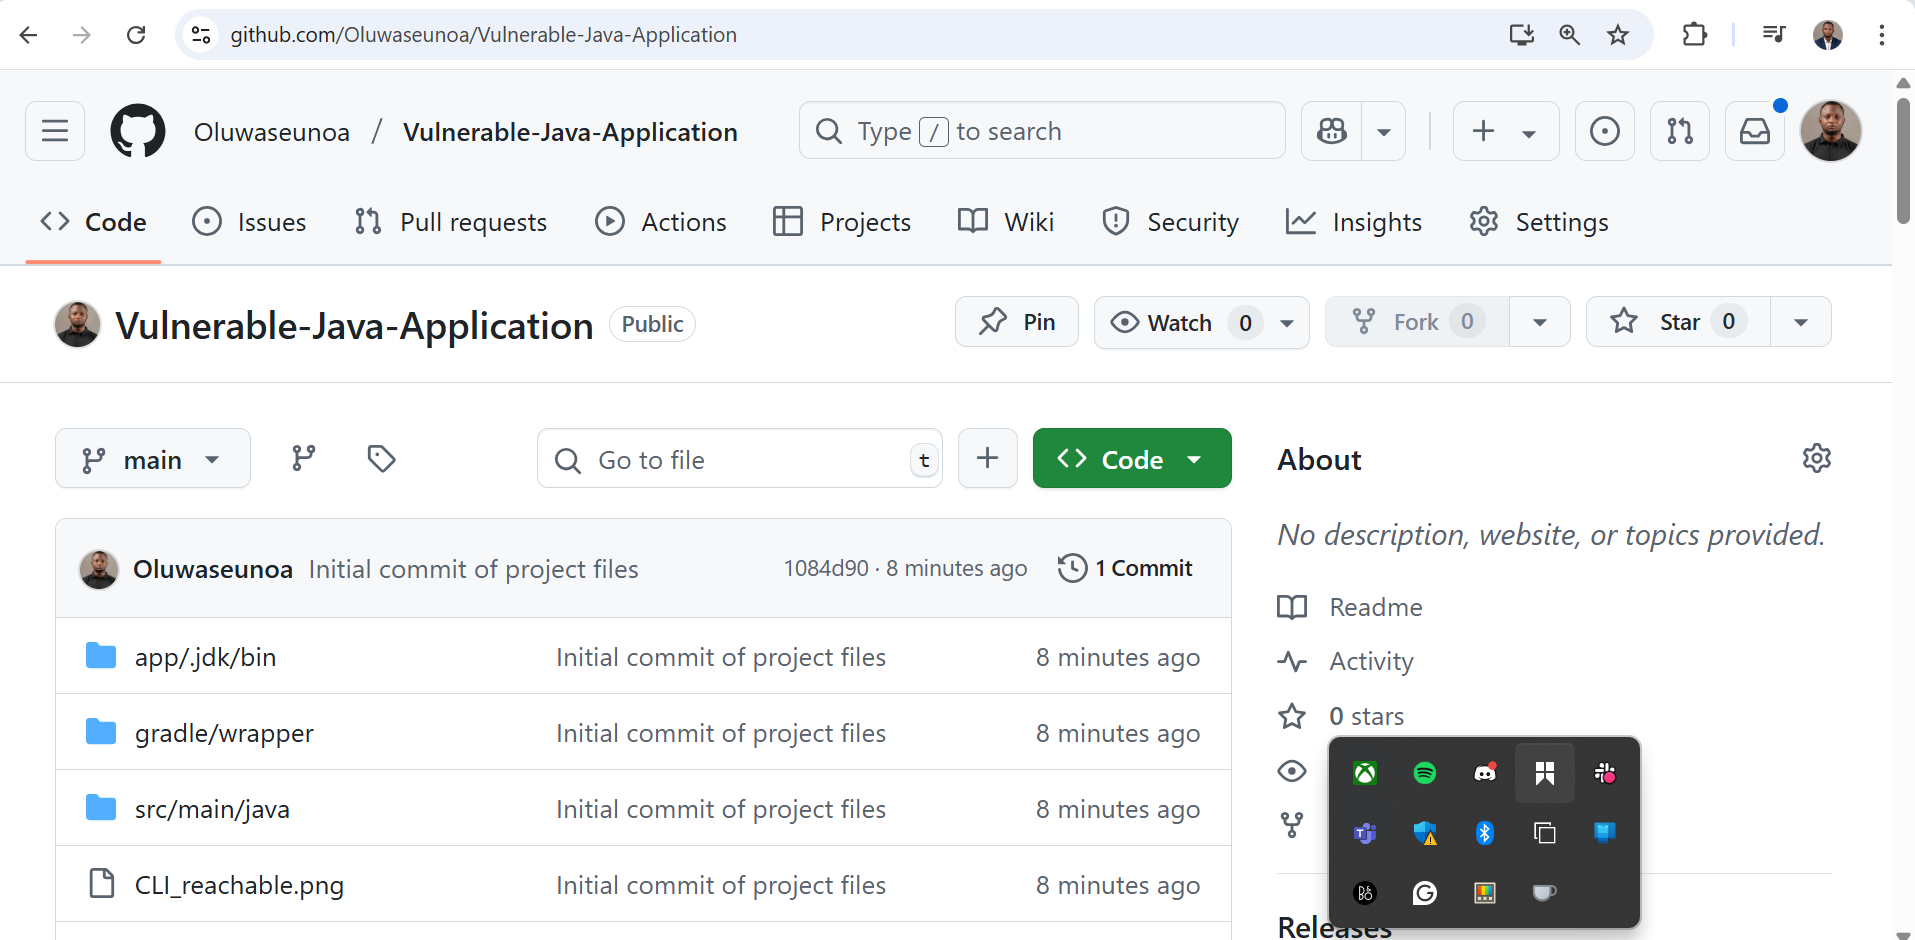 github.com/Oluwaseunoa/Vulnerable-Java-Application
Oluwaseunoa / Vulnerable-Java-Application
Type / to search
Code Issues Pull requests Actions Projects Wiki Security Insights Settings
Vulnerable-Java-Application Public
Pin Watch 0 Fork 0 Star 0
main
Go to file t
Code
About
No description, website, or topics provided.
Oluwaseunoa Initial commit of project files 1084d90 · 8 minutes ago 1 Commit
app/.jdk/bin Initial commit of project files 8 minutes ago
gradle/wrapper Initial commit of project files 8 minutes ago
src/main/java Initial commit of project files 8 minutes ago
CLI_reachable.png Initial commit of project files 8 minutes ago
Readme
Activity
0 stars
Releases